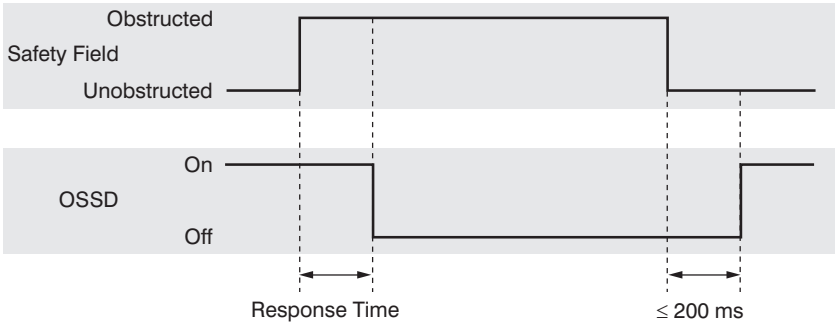 Obstructed
Safety Field
Unobstructed
On
OSSD
Off
Response Time
≤ 200 ms